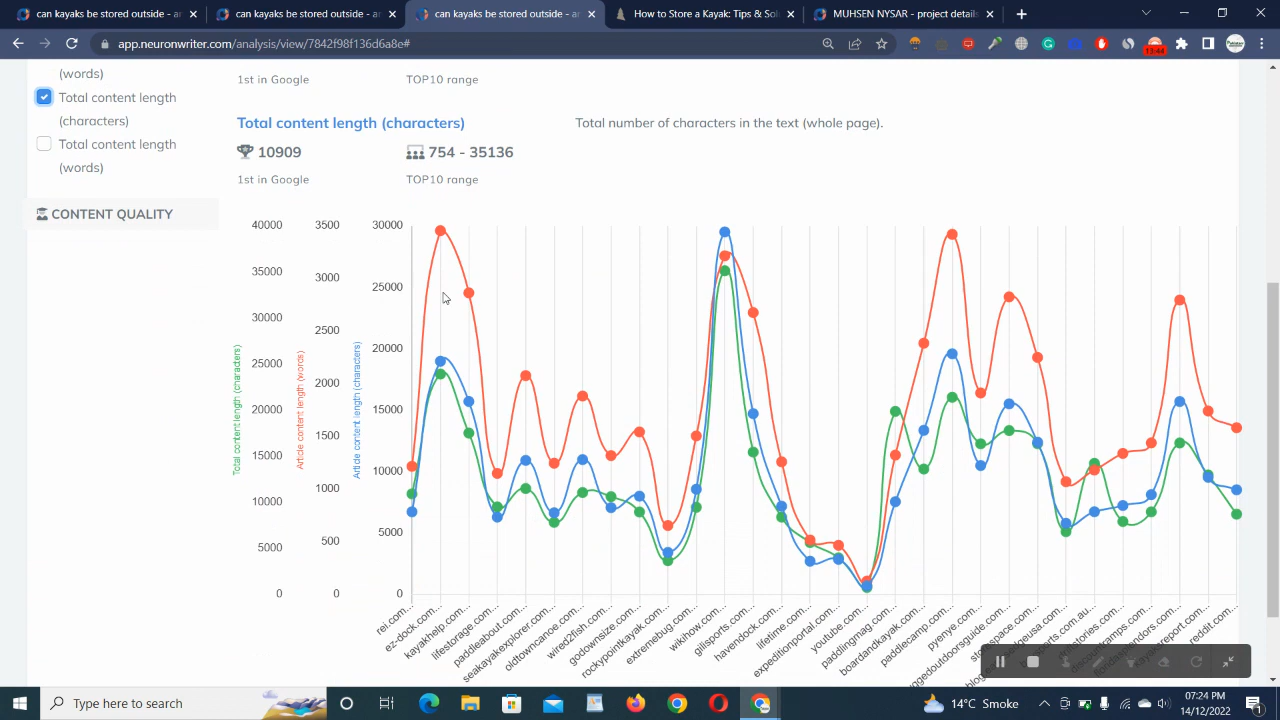 can kayaks be stored outside - an
can kayaks be stored outside - an
can kayaks be stored outside - an
How to Store a Kayak: Tips & Sol
MUHSEN NYSAR - project details
app.neuronwriter.com/analysis/view/7842f98f136d6a8e#
13:44
(words)
Total content length
(characters)
Total content length
(words)
CONTENT QUALITY
1st in Google
TOP10 range
Total content length (characters)
Total number of characters in the text (whole page).
10909
754 - 35136
1st in Google
TOP10 range
40000 3500 30000
35000 3000 25000
30000 2500 20000
25000 2000 15000
20000 1500 10000
15000 1000 5000
10000 500 0
5000 0
0
Total content length (characters)
Article content length (words)
Article content length (characters)
rei.com...
ez-dock.com...
kayakhelp.com...
lifestorage.com...
paddleabout.com...
seakayakexplorer.com...
oldtowncanoe.com...
wired2fish.com...
godownsize.com...
rockypointkayak.com...
extremebug.com...
wikihow.com...
gilisports.com...
havendock.com...
lifetime.com...
expeditionportal.com...
youtube.com...
paddlingmag.com...
boardandkayak.com...
paddlecamp.com...
pyenye.com...
reddit.com...
Type here to search
14°C Smoke
07:24
14/12/2022